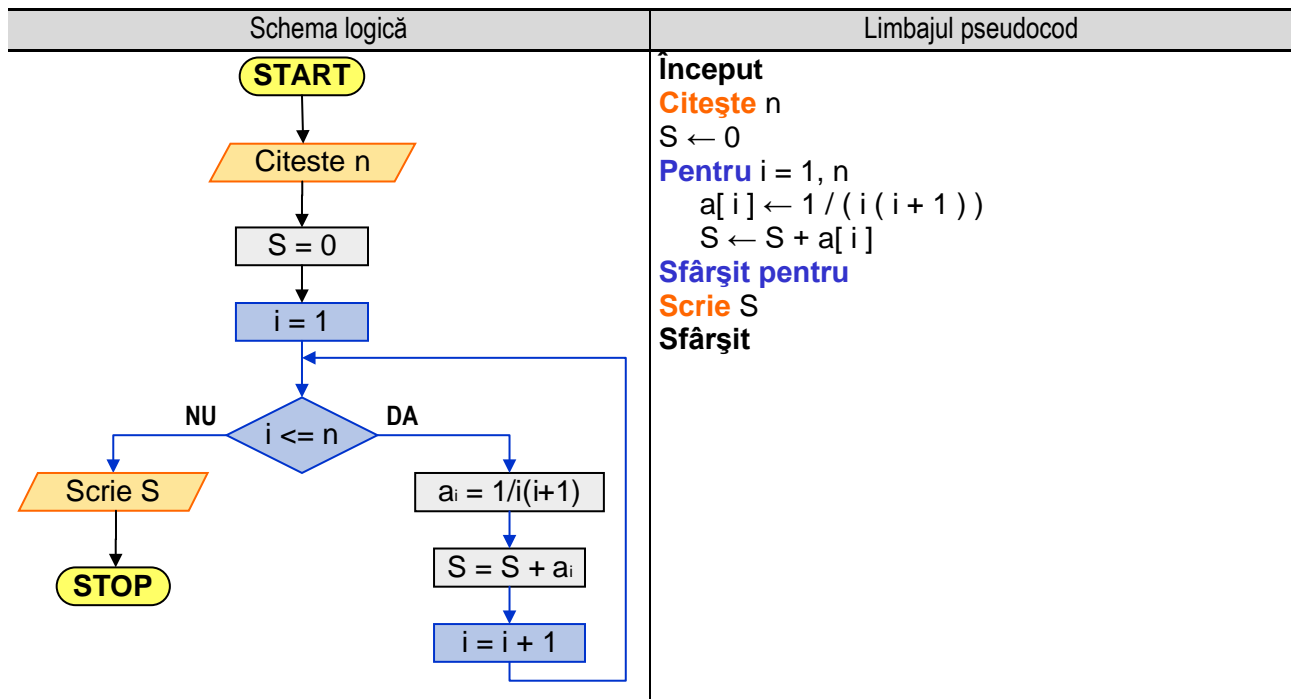 Schema logică
Limbajul pseudocod
START
Citeste n
S = 0
i = 1
NU
DA
i <= n
Scrie S
STOP
aᵢ = 1/i(i+1)
S = S + aᵢ
i = i + 1
Început
Citeşte n
S ← 0
Pentru i = 1, n
a[ i ] ← 1 / ( i ( i + 1 ) )
S ← S + a[ i ]
Sfârşit pentru
Scrie S
Sfârşit